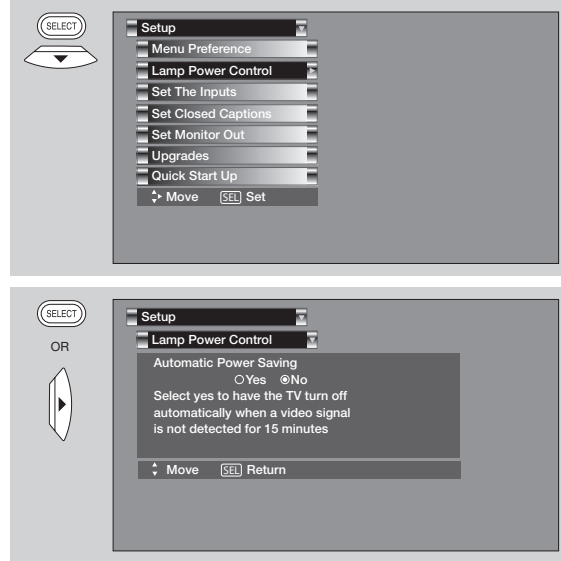 SELECT
Setup
Menu Preference
Lamp Power Control
Set The Inputs
Set Closed Captions
Set Monitor Out
Upgrades
Quick Start Up
Move SEL Set
SELECT
OR
Setup
Lamp Power Control
Automatic Power Saving
Yes No
Select yes to have the TV turn off
automatically when a video signal
is not detected for 15 minutes
Move SEL Return